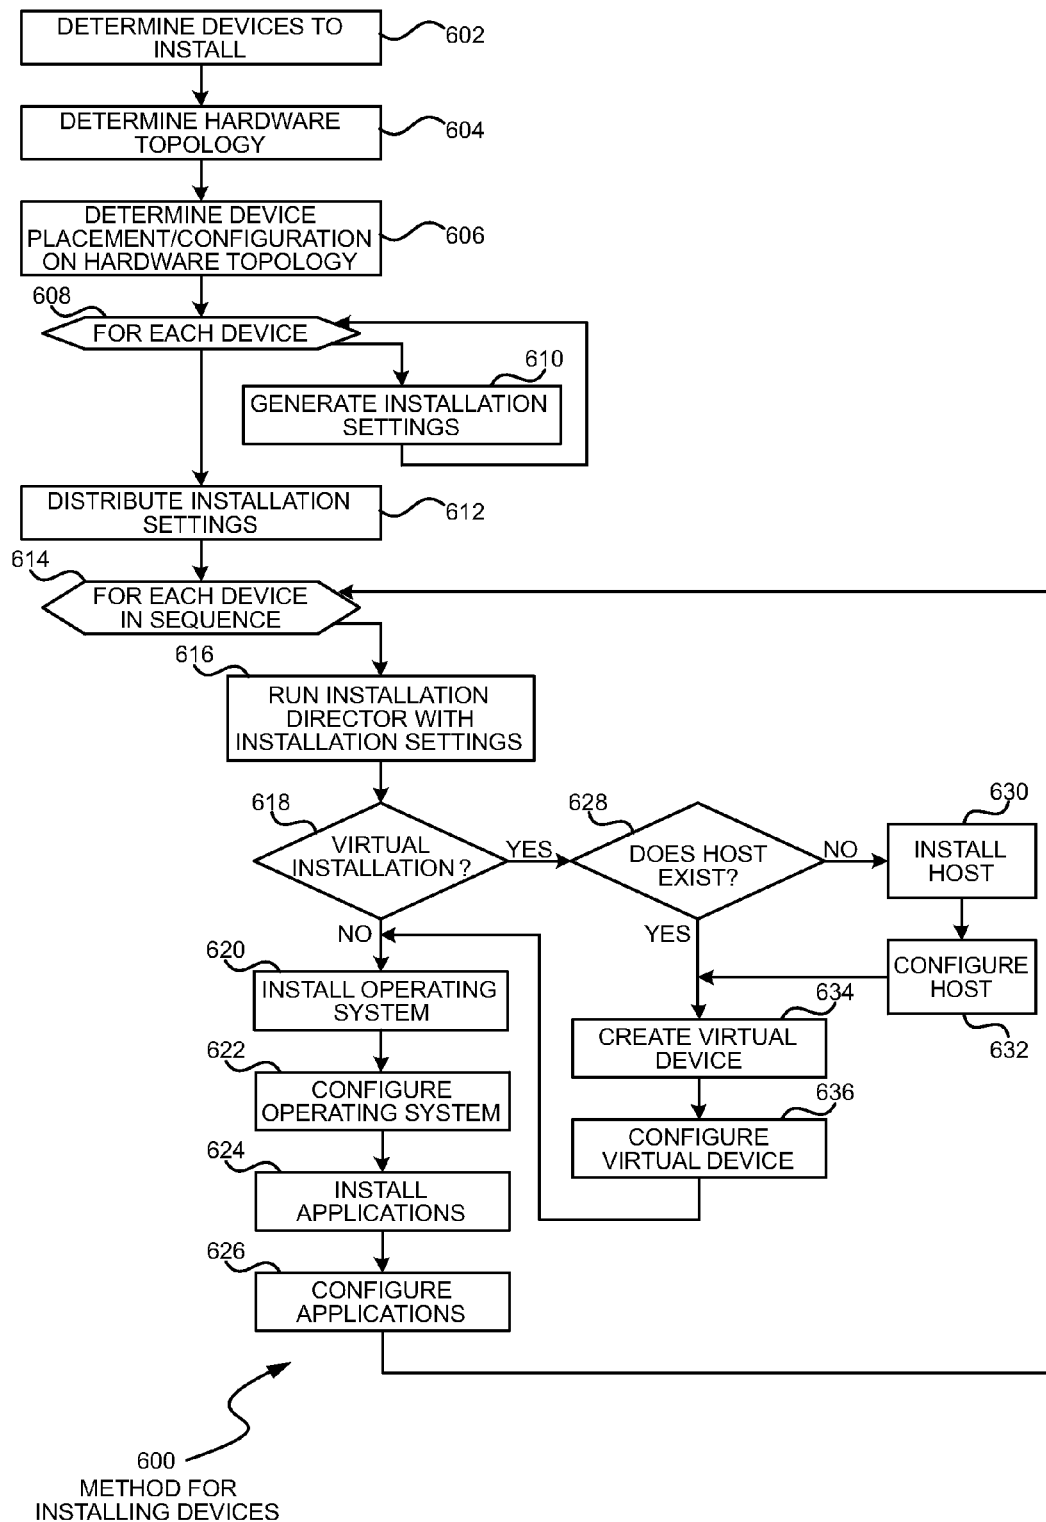 DETERMINE DEVICES TO
INSTALL
602
DETERMINE HARDWARE
TOPOLOGY
604
DETERMINE DEVICE
PLACEMENT/CONFIGURATION
ON HARDWARE TOPOLOGY
606
608
FOR EACH DEVICE
610
GENERATE INSTALLATION
SETTINGS
DISTRIBUTE INSTALLATION
SETTINGS
612
614
FOR EACH DEVICE
IN SEQUENCE
616
RUN INSTALLATION
DIRECTOR WITH
INSTALLATION SETTINGS
618
VIRTUAL
INSTALLATION?
YES
628
DOES HOST
EXIST?
NO
630
INSTALL
HOST
NO
YES
CONFIGURE
HOST
632
620
INSTALL OPERATING
SYSTEM
634
CREATE VIRTUAL
DEVICE
622
CONFIGURE
OPERATING SYSTEM
636
CONFIGURE
VIRTUAL DEVICE
624
INSTALL
APPLICATIONS
626
CONFIGURE
APPLICATIONS
600
METHOD FOR
INSTALLING DEVICES